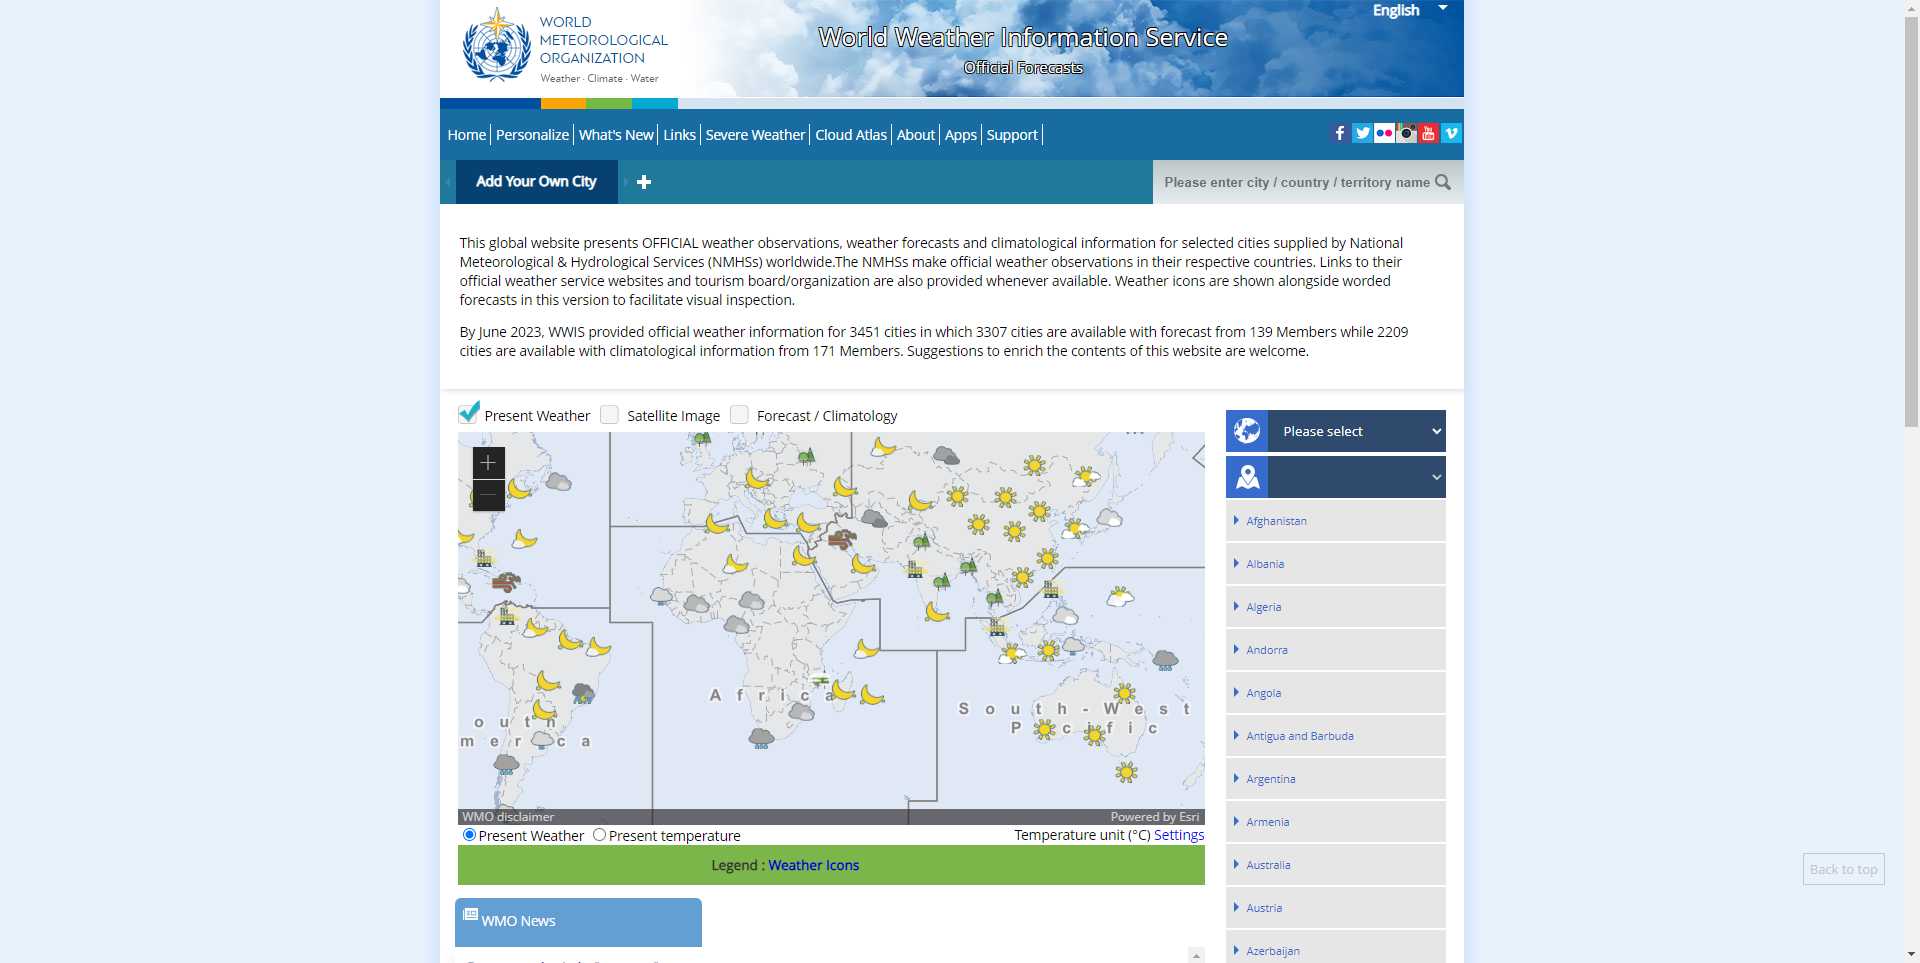 WORLD
METEOROLOGICAL
ORGANIZATION
Weather · Climate · Water
World Weather Information Service
Official Forecasts
English
Home
Personalize
What's New
Links
Severe Weather
Cloud Atlas
About
Apps
Support
Add Your Own City
Please enter city / country / territory name
This global website presents OFFICIAL weather observations, weather forecasts and climatological information for selected cities supplied by National
Meteorological & Hydrological Services (NMHSs) worldwide.The NMHSs make official weather observations in their respective countries. Links to their
official weather service websites and tourism board/organization are also provided whenever available. Weather icons are shown alongside worded
forecasts in this version to facilitate visual inspection.
By June 2023, WWIS provided official weather information for 3451 cities in which 3307 cities are available with forecast from 139 Members while 2209
cities are available with climatological information from 171 Members. Suggestions to enrich the contents of this website are welcome.
Present Weather
Satellite Image
Forecast / Climatology
Africa
South-West
Pacific
outh
merica
WMO disclaimer
Powered by Esri
Present Weather
Present temperature
Temperature unit (°C) Settings
Legend : Weather Icons
WMO News
Please select
Afghanistan
Albania
Algeria
Andorra
Angola
Antigua and Barbuda
Argentina
Armenia
Australia
Austria
Azerbaijan
Back to top